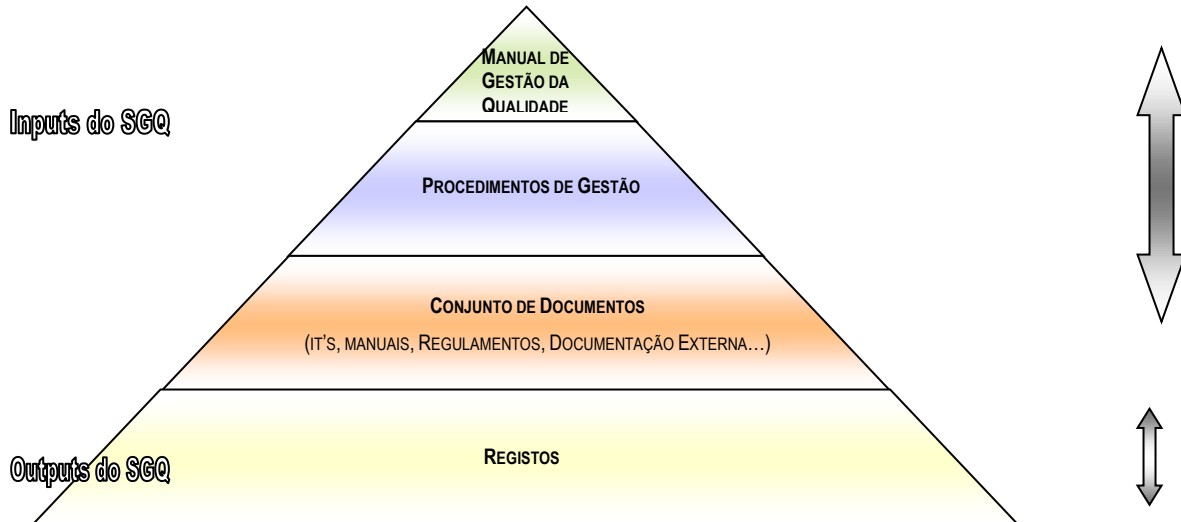 MANUAL DE
GESTÃO DA
QUALIDADE
Inputs do SGQ
PROCEDIMENTOS DE GESTÃO
CONJUNTO DE DOCUMENTOS
(IT'S, MANUAIS, REGULAMENTOS, DOCUMENTAÇÃO EXTERNA...)
REGISTOS
Outputs do SGQ